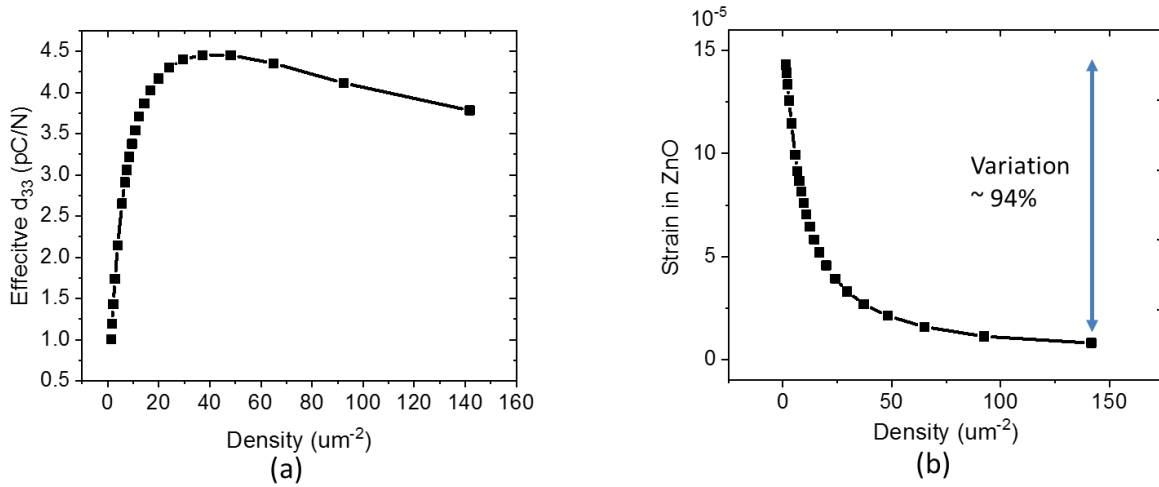 4.5
4.0
3.5
3.0
2.5
2.0
1.5
1.0
0.5
Effecitve d33 (pC/N)
0 20 40 60 80 100 120 140 160
Density (um-2)
(a)
10-5
15
10
5
0
Strain in ZnO
Variation
~ 94%
0 50 100 150
Density (um-2)
(b)